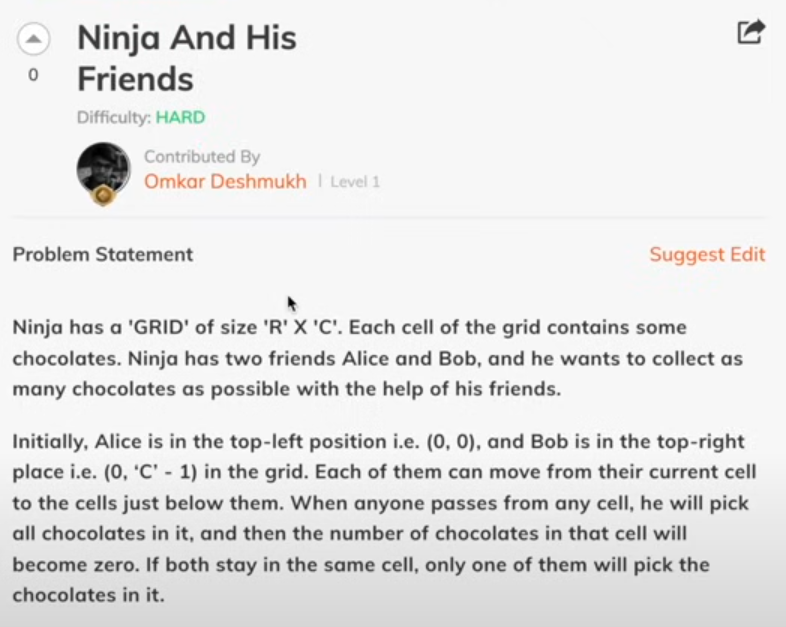 Ninja And His
Friends
0
Difficulty: HARD
Contributed By
Omkar Deshmukh | Level 1
Problem Statement
Suggest Edit
Ninja has a 'GRID' of size 'R' X 'C'. Each cell of the grid contains some
chocolates. Ninja has two friends Alice and Bob, and he wants to collect as
many chocolates as possible with the help of his friends.
Initially, Alice is in the top-left position i.e. (0, 0), and Bob is in the top-right
place i.e. (0, ‘C’ - 1) in the grid. Each of them can move from their current cell
to the cells just below them. When anyone passes from any cell, he will pick
all chocolates in it, and then the number of chocolates in that cell will
become zero. If both stay in the same cell, only one of them will pick the
chocolates in it.